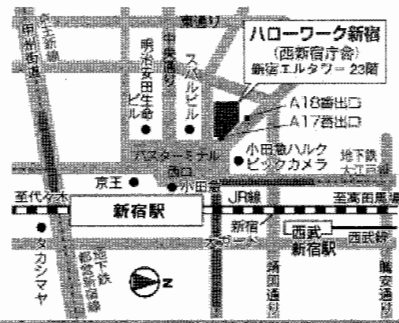 東通り
京王新線
甲州街道
ハローワーク新宿
(西新宿庁舎)
新宿エルタワー 23階
中央通り
明治安田生命
ビル
スバルビル
A18番出口
A17番出口
バスターミナル
西口
小田急ハルク
ビックカメラ
地下鉄
大江戸線
京王
小田急
至代々木
JR線
至高田馬場
新宿駅
新宿
大ガード
西武
新宿駅
西武線
タカシマヤ
地下鉄
都営新宿線
N
靖国通り
職安通り